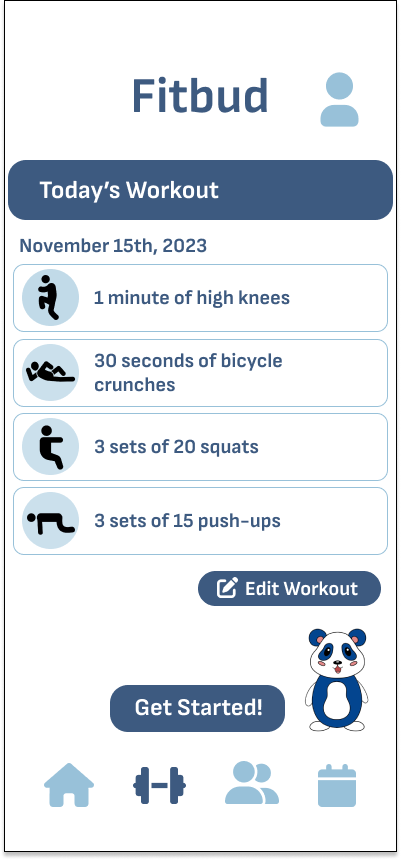 Fitbud
Today’s Workout
November 15th, 2023
1 minute of high knees
30 seconds of bicycle
crunches
3 sets of 20 squats
3 sets of 15 push-ups
Edit Workout
Get Started!